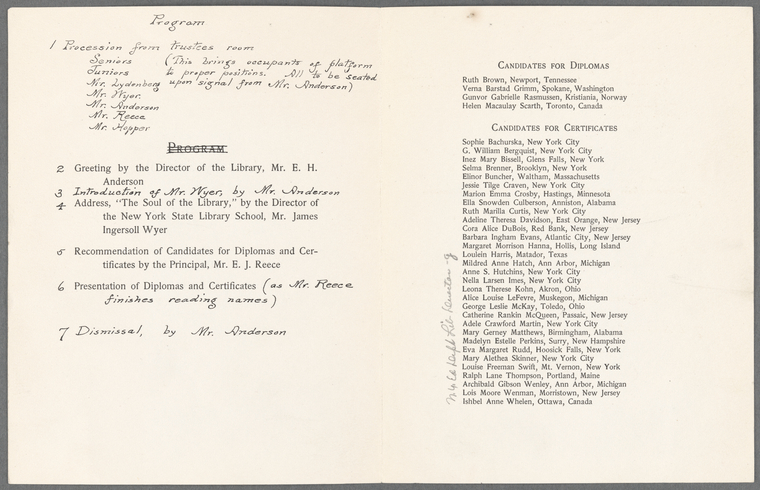 Program
1 Procession from trustees room
Seniors (This brings occupants of platform
Juniors to proper positions. All to be seated
Mr. Lydenberg upon signal from Mr. Anderson)
Mr. Wyer
Mr. Anderson
Mr. Reece
Mr. Hopper
PROGRAM
2 Greeting by the Director of the Library, Mr. E. H.
Anderson
3 Introduction of Mr. Wyer, by Mr. Anderson
4 Address, "The Soul of the Library," by the Director of
the New York State Library School, Mr. James
Ingersoll Wyer
5 Recommendation of Candidates for Diplomas and Cer-
tificates by the Principal, Mr. E. J. Reece
6 Presentation of Diplomas and Certificates (as Mr. Reece
finishes reading names)
7 Dismissal, by Mr. Anderson
CANDIDATES FOR DIPLOMAS
Ruth Brown, Newport, Tennessee
Verna Barstad Grimm, Spokane, Washington
Gunvor Gabrielle Rasmussen, Kristiania, Norway
Helen Macaulay Scarth, Toronto, Canada
CANDIDATES FOR CERTIFICATES
Sophie Bachurska, New York City
G. William Bergquist, New York City
Inez Mary Bissell, Glens Falls, New York
Selma Brenner, Brooklyn, New York
Elinor Buncher, Waltham, Massachusetts
Jessie Tilge Craven, New York City
Marion Emma Crosby, Hastings, Minnesota
Ella Snowden Culberson, Anniston, Alabama
Ruth Marilla Curtis, New York City
Adeline Theresa Davidson, East Orange, New Jersey
Cora Alice DuBois, Red Bank, New Jersey
Barbara Ingham Evans, Atlantic City, New Jersey
Margaret Morrison Hanna, Hollis, Long Island
Loulein Harris, Matador, Texas
Mildred Anne Hatch, Ann Arbor, Michigan
Anne S. Hutchins, New York City
Nella Larsen Imes, New York City
Leona Therese Kohn, Akron, Ohio
Alice Louise LeFevre, Muskegon, Michigan
George Leslie McKay, Toledo, Ohio
Catherine Rankin McQueen, Passaic, New Jersey
Adele Crawford Martin, New York City
Mary Gerney Matthews, Birmingham, Alabama
Madelyn Estelle Perkins, Surry, New Hampshire
Eva Margaret Rudd, Hoosick Falls, New York
Mary Alethea Skinner, New York City
Louise Freeman Swift, Mt. Vernon, New York
Ralph Lane Thompson, Portland, Maine
Archibald Gibson Wenley, Ann Arbor, Michigan
Lois Moore Wenman, Morristown, New Jersey
Ishbel Anne Whelen, Ottawa, Canada